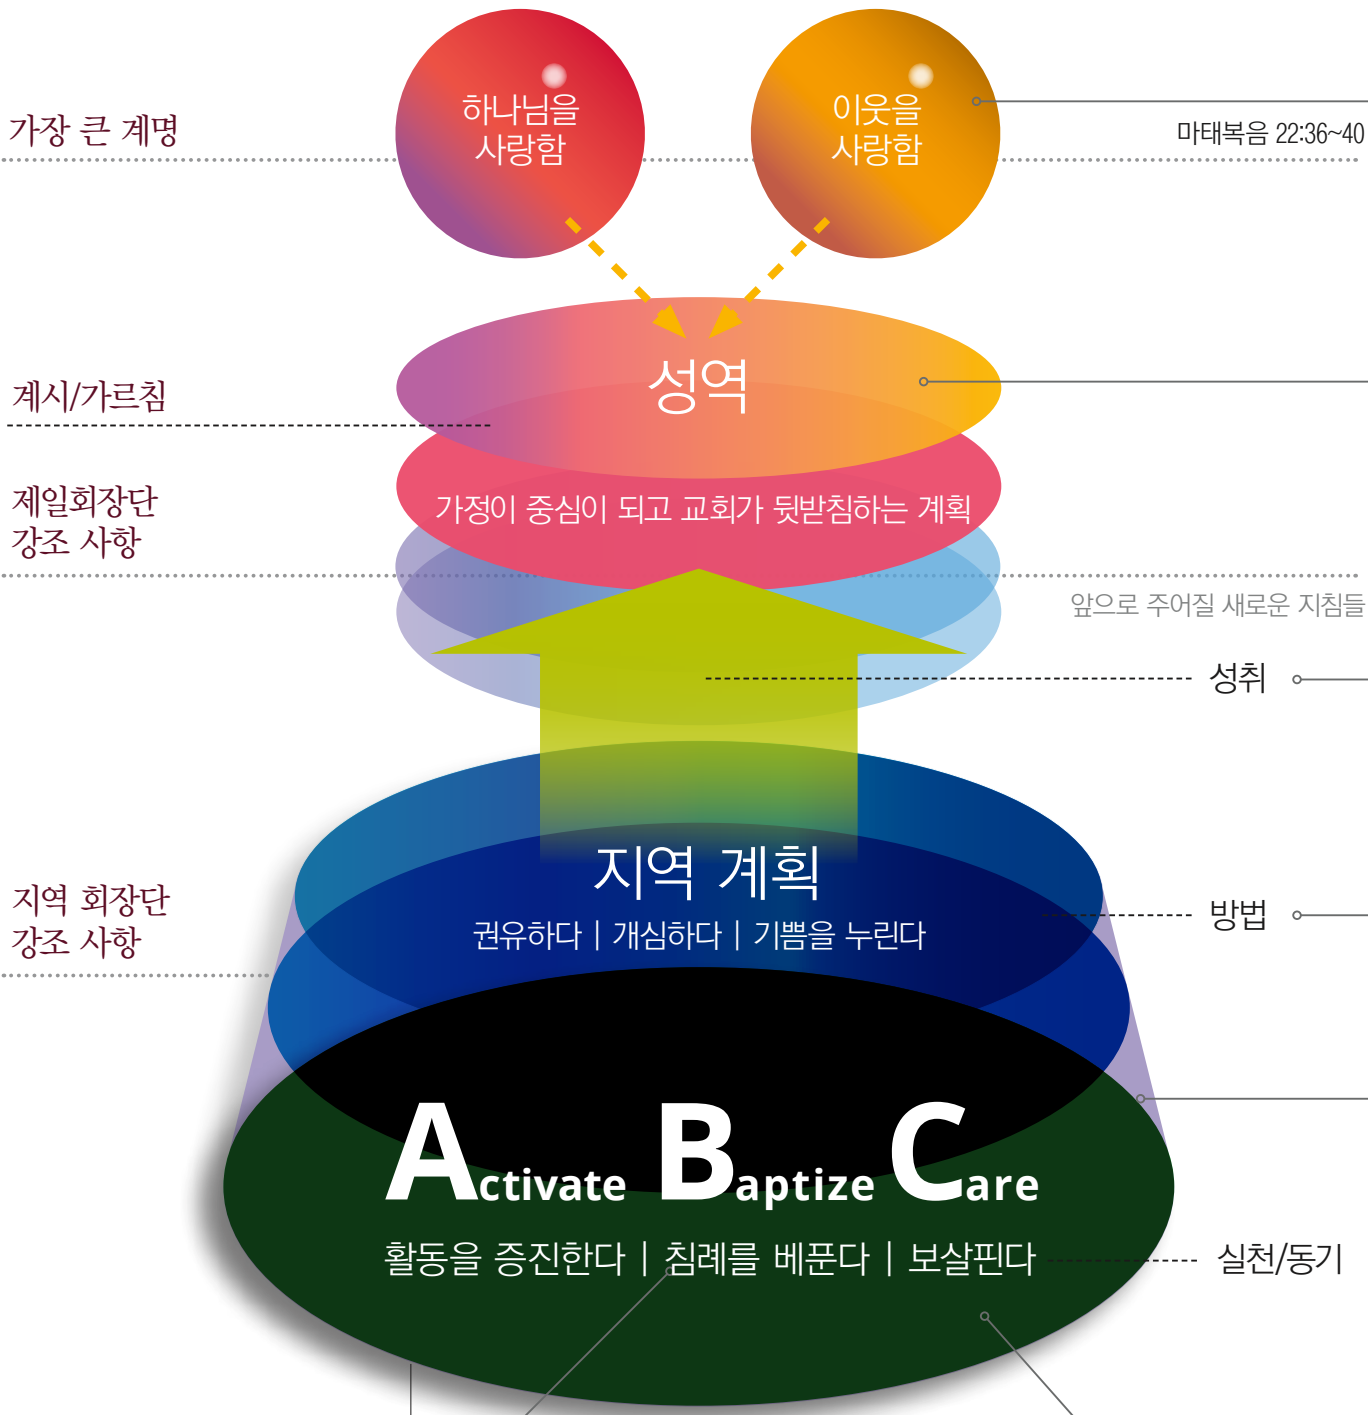 하나님을
사랑함
이웃을
사랑함
가장 큰 계명
마태복음 22:36~40
성역
계시/가르침
제일회장단
강조 사항
가정이 중심이 되고 교회가 뒷받침하는 계획
앞으로 주어질 새로운 지침들
성취
지역 계획
권유하다 | 개심하다 | 기쁨을 누린다
지역 회장단
강조 사항
방법
Activate Baptize Care
활동을 증진한다 | 침례를 베푼다 | 보살핀다
실천/동기